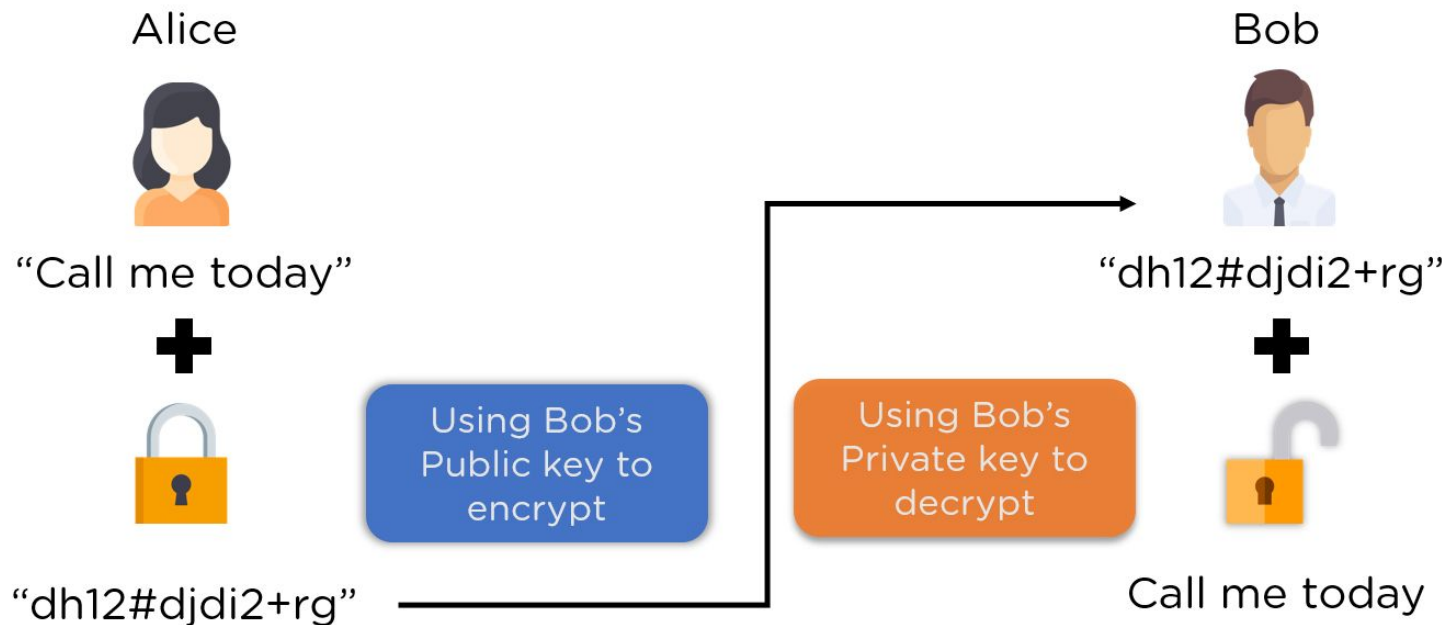 Alice
“Call me today”
“dh12#djdi2+rg”
Using Bob’s
Public key to
encrypt
Using Bob’s
Private key to
decrypt
Bob
“dh12#djdi2+rg”
Call me today